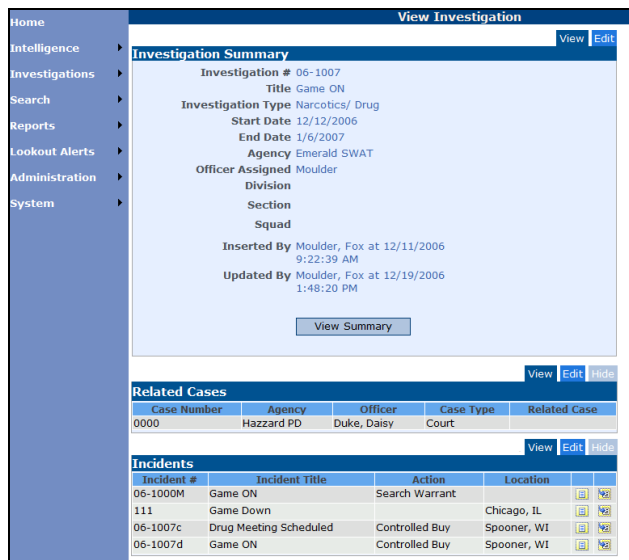 View Investigation
Home
Intelligence
Investigations
Search
Reports
Lookout Alerts
Administration
System
View Edit
Investigation Summary
Investigation # 06-1007
Title Game ON
Investigation Type Narcotics/ Drug
Start Date 12/12/2006
End Date 1/6/2007
Agency Emerald SWAT
Officer Assigned Moulder
Division
Section
Squad
Inserted By Moulder, Fox at 12/11/2006
9:22:39 AM
Updated By Moulder, Fox at 12/19/2006
1:48:20 PM
View Summary
View Edit Hide
Related Cases
Case Number Agency Officer Case Type Related Case
0000 Hazzard PD Duke, Daisy Court
View Edit Hide
Incidents
Incident # Incident Title Action Location
06-1000M Game ON Search Warrant
111 Game Down Chicago, IL
06-1007c Drug Meeting Scheduled Controlled Buy Spooner, WI
06-1007d Game ON Controlled Buy Spooner, WI